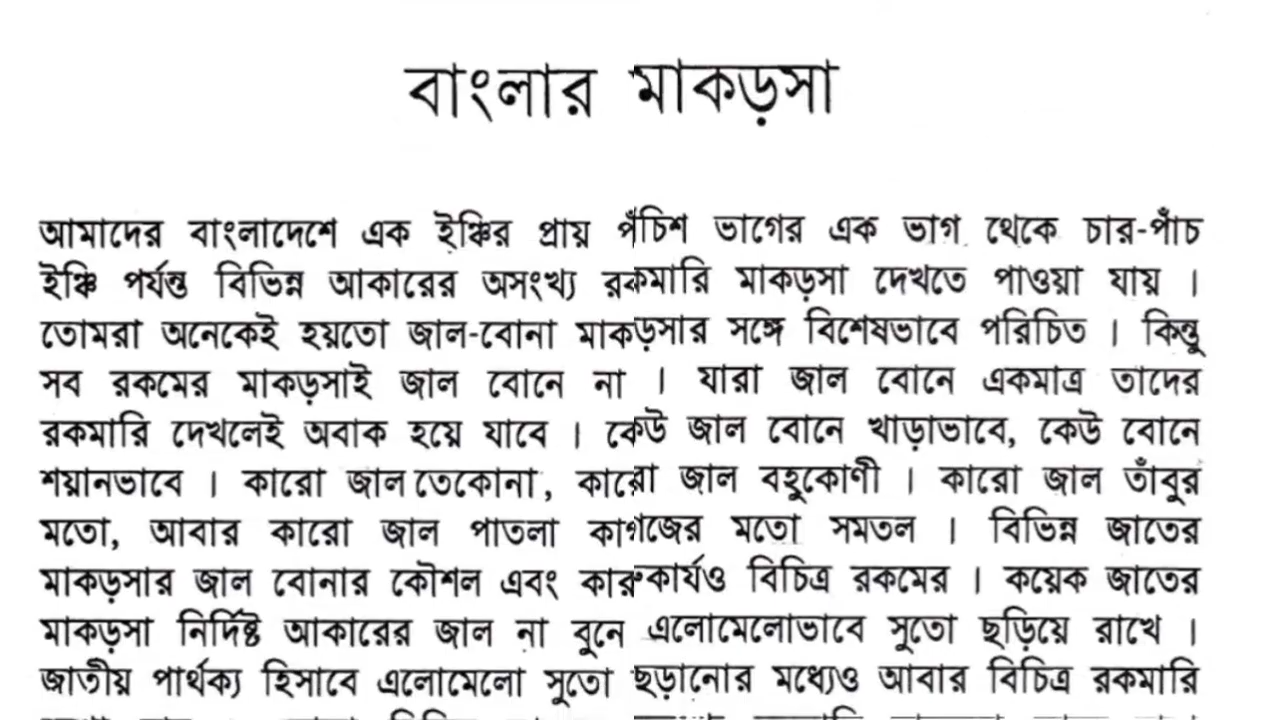 বাংলার মাকড়সা
আমাদের বাংলাদেশে এক ইঞ্চির প্রায় পঁচিশ ভাগের এক ভাগ থেকে চার-পাঁচ
ইঞ্চি পর্যন্ত বিভিন্ন আকারের অসংখ্য রকমারি মাকড়সা দেখতে পাওয়া যায় ।
তোমরা অনেকেই হয়তো জাল-বোনা মাকড়সার সঙ্গে বিশেষভাবে পরিচিত । কিন্তু
সব রকমের মাকড়সাই জাল বোনে না । যারা জাল বোনে একমাত্র তাদের
রকমারি দেখলেই অবাক হয়ে যাবে । কেউ জাল বোনে খাড়াভাবে, কেউ বোনে
শয়ানভাবে । কারো জাল তেকোনা, কারো জাল বহুকোণী । কারো জাল তাঁবুর
মতো, আবার কারো জাল পাতলা কাগজের মতো সমতল । বিভিন্ন জাতের
মাকড়সার জাল বোনার কৌশল এবং কারুকার্যও বিচিত্র রকমের । কয়েক জাতের
মাকড়সা নির্দিষ্ট আকারের জাল না বুনে এলোমেলোভাবে সুতো ছড়িয়ে রাখে ।
জাতীয় পার্থক্য হিসাবে এলোমেলো সুতো ছড়ানোর মধ্যেও আবার বিচিত্র রকমারি